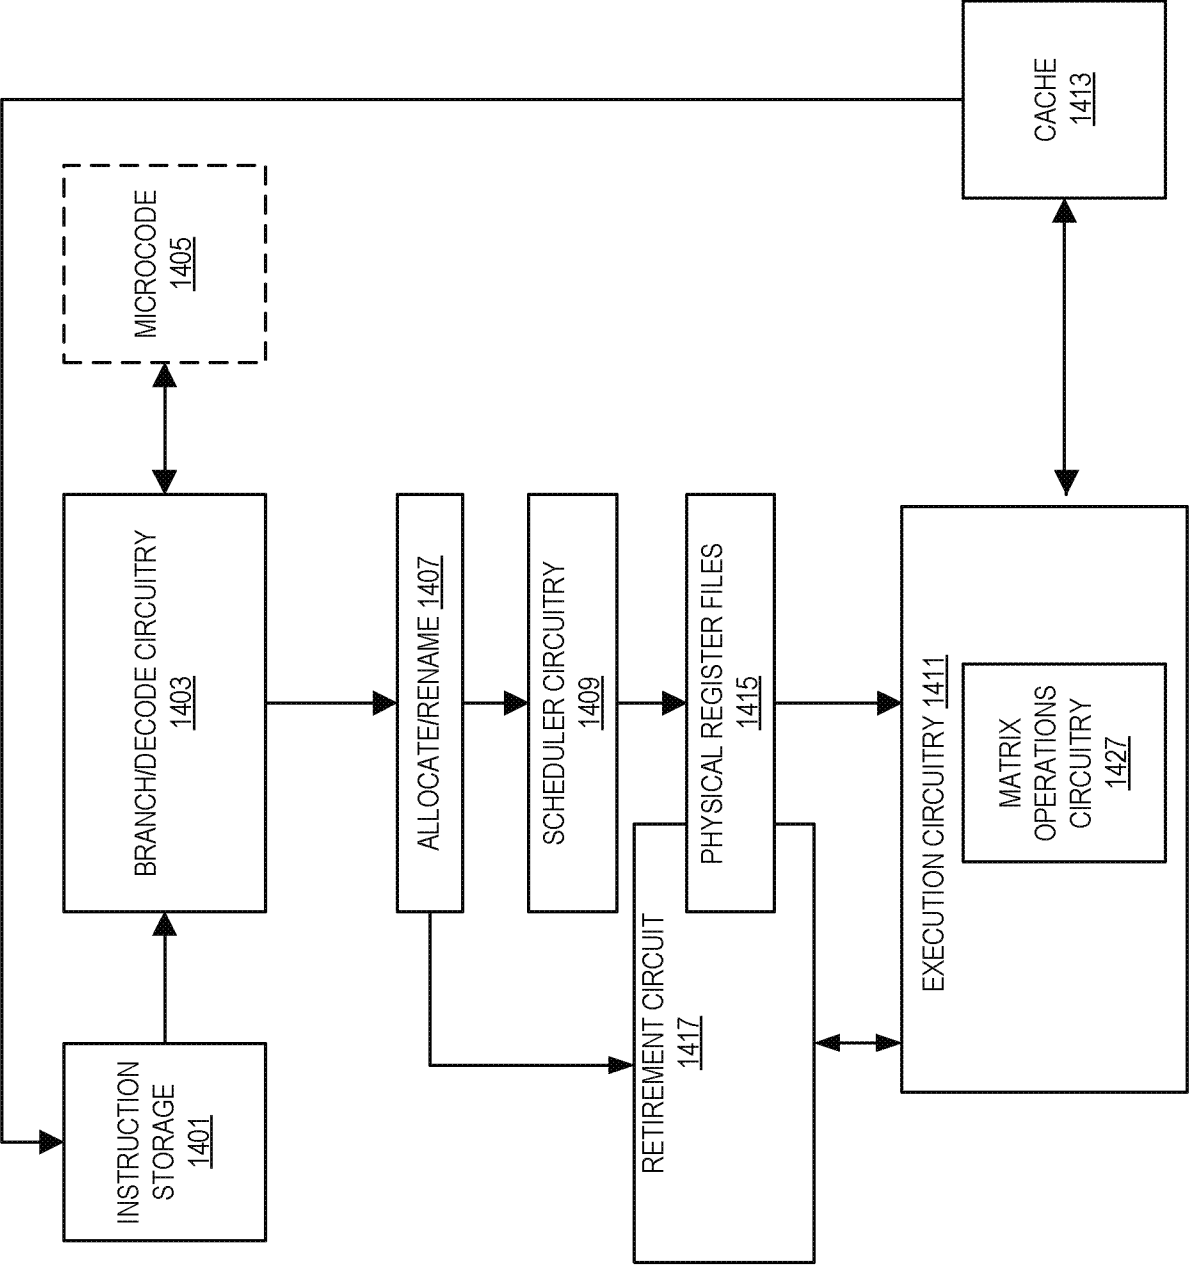 INSTRUCTION
STORAGE
1401
BRANCH/DECODE CIRCUITRY
1403
MICROCODE
1405
ALLOCATE/RENAME 1407
SCHEDULER CIRCUITRY
1409
PHYSICAL REGISTER FILES
1415
RETIREMENT CIRCUIT
1417
EXECUTION CIRCUITRY 1411
MATRIX
OPERATIONS
CIRCUITRY
1427
CACHE
1413